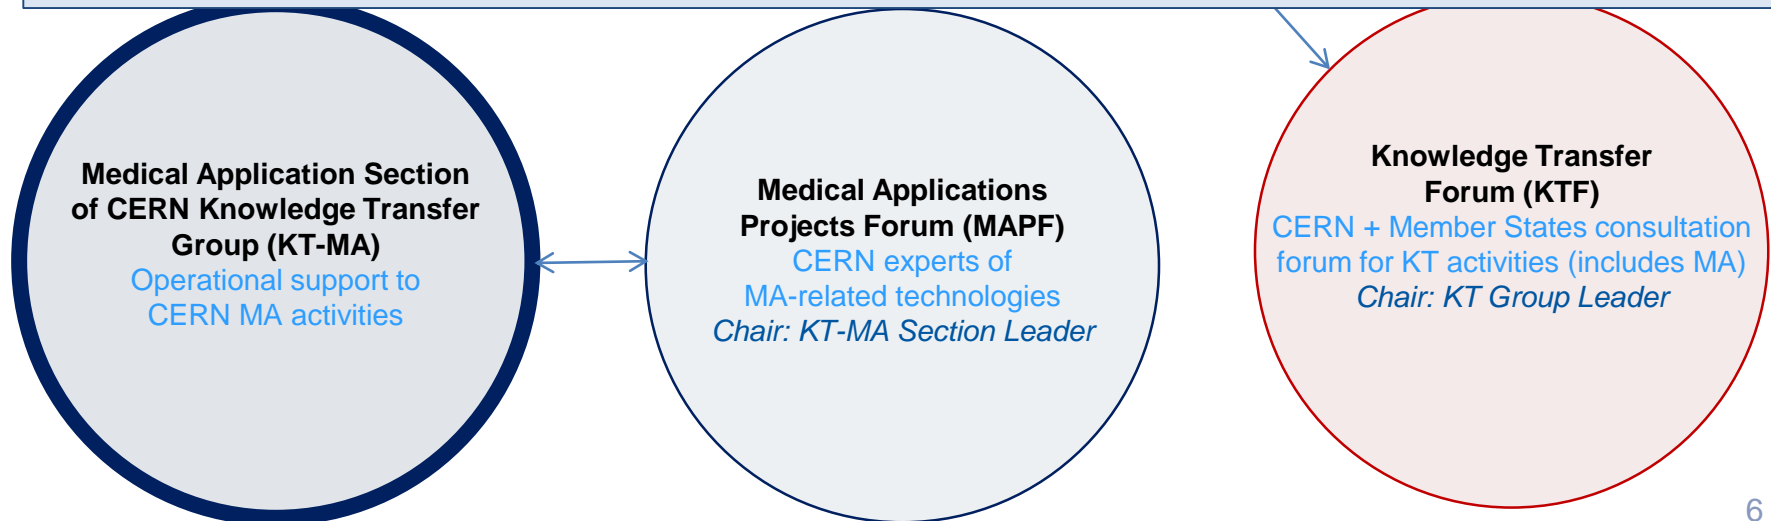 Medical Application Section
of CERN Knowledge Transfer
Group (KT-MA)
Operational support to
CERN MA activities
Medical Applications
Projects Forum (MAPF)
CERN experts of
MA-related technologies
Chair: KT-MA Section Leader
Knowledge Transfer
Forum (KTF)
CERN + Member States consultation
forum for KT activities (includes MA)
Chair: KT Group Leader
6